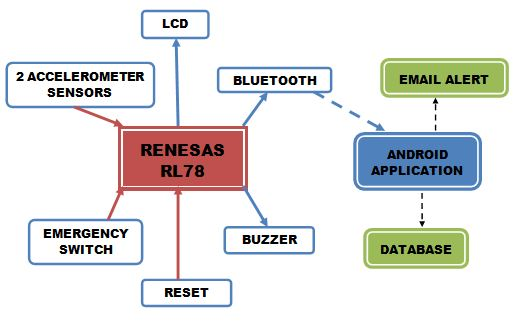 LCD
2 ACCELEROMETER
SENSORS
BLUETOOTH
EMAIL ALERT
RENESAS
RL78
ANDROID
APPLICATION
EMERGENCY
SWITCH
BUZZER
DATABASE
RESET